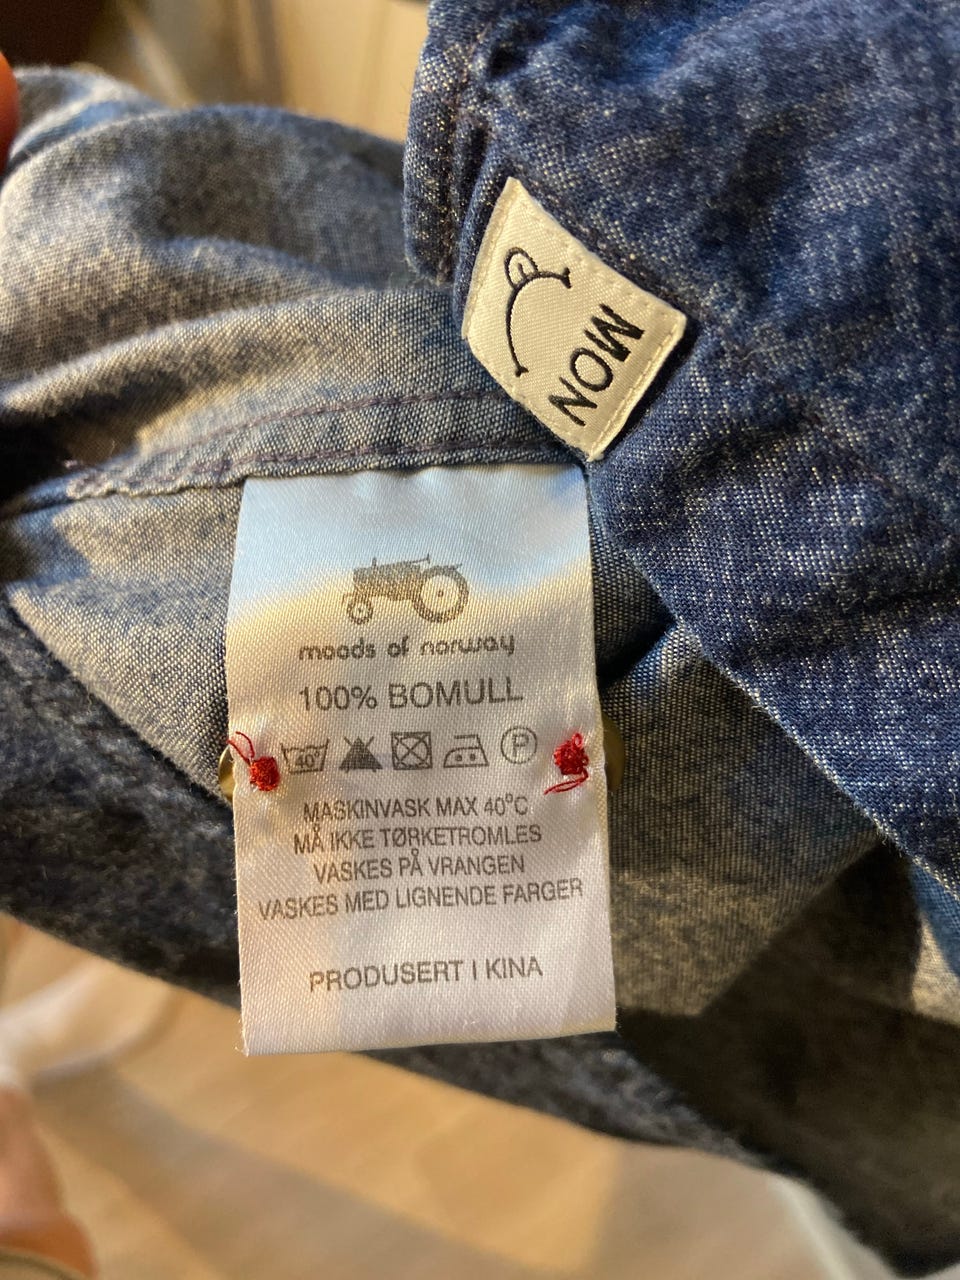 MON
moods of norway
100% BOMULL
40°
P
MASKINVASK MAX 40°C
MÅ IKKE TØRKETROMLES
VASKES PÅ VRANGEN
VASKES MED LIGNENDE FARGER
PRODUSERT I KINA